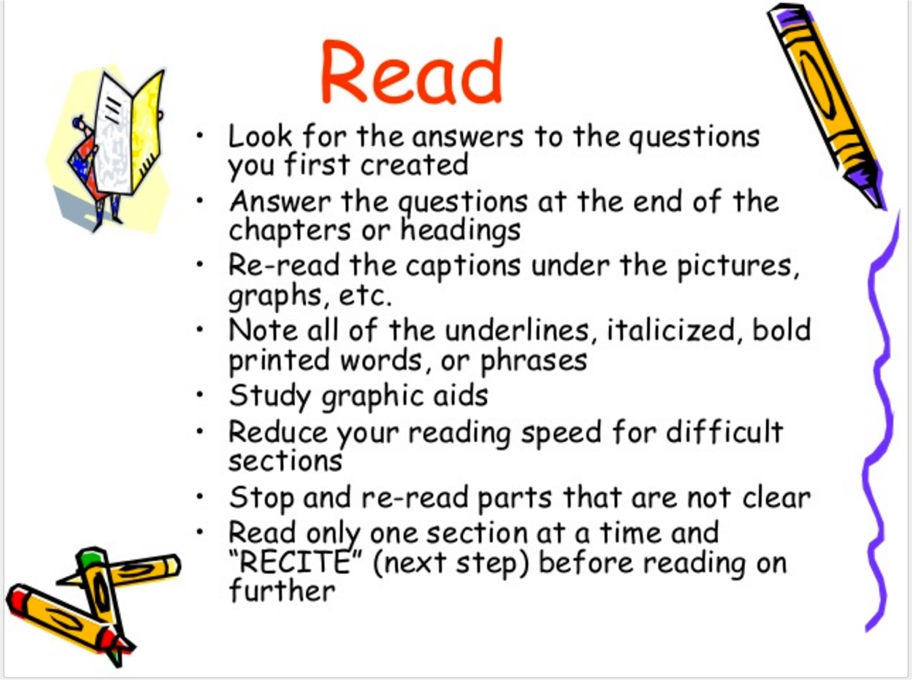 Read
• Look for the answers to the questions
you first created
• Answer the questions at the end of the
chapters or headings
• Re-read the captions under the pictures,
graphs, etc.
• Note all of the underlines, italicized, bold
printed words, or phrases
• Study graphic aids
• Reduce your reading speed for difficult
sections
• Stop and re-read parts that are not clear
• Read only one section at a time and
“RECITE” (next step) before reading on
further